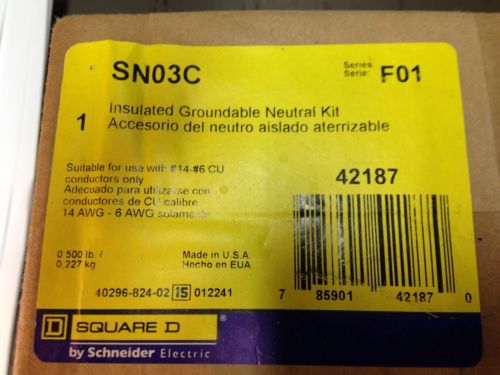 SN03C
Series
Serie: F01
1
Insulated Groundable Neutral Kit
Accesorio del neutro aislado aterrizable
Suitable for use with #14-#6 CU
conductors only
Adecuado para utilizarse con
conductores de CU calibre
14 AWG - 6 AWG solamente
42187
0.500 lb. /
0.227 kg
Made in U.S.A.
Hecho en EUA
40296-824-02 15 012241
7 85901 42187 0
D SQUARE D
by Schneider Electric